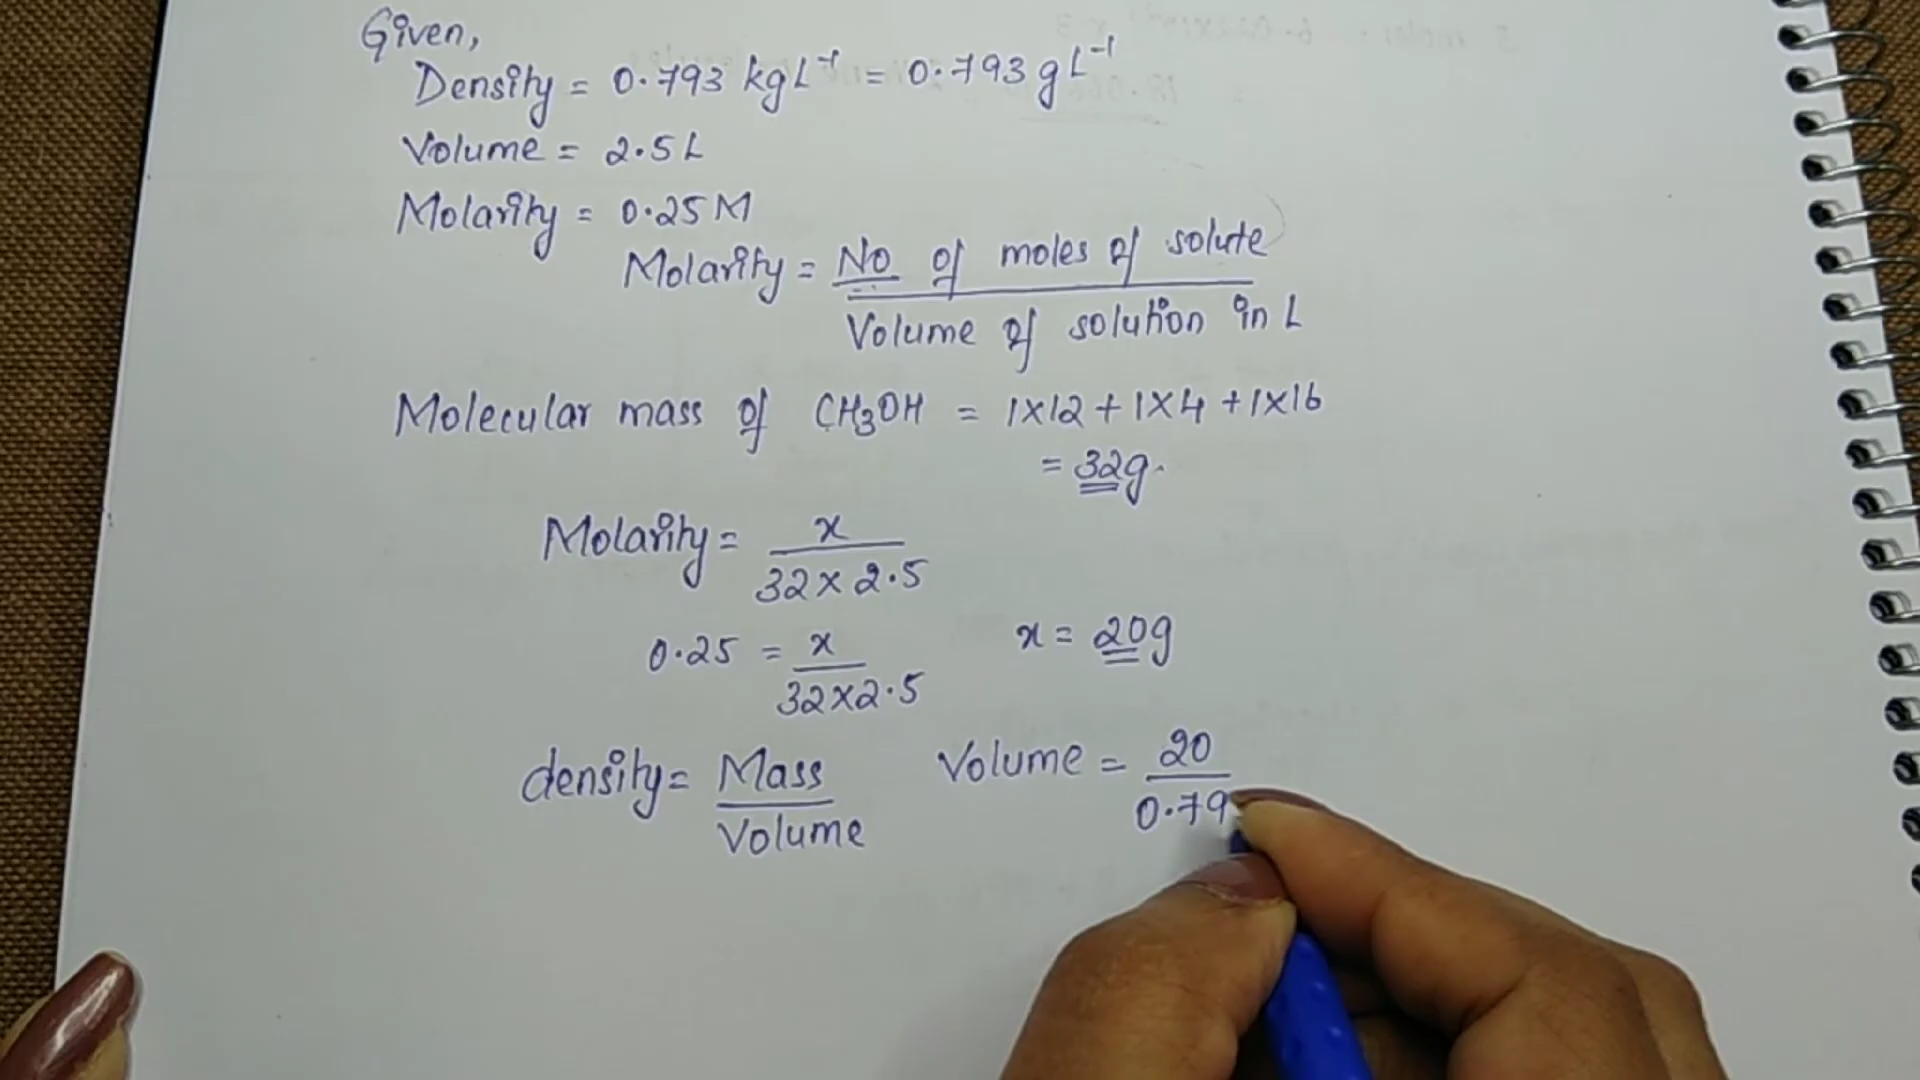 Given,
Density = 0.793 kg L⁻¹ = 0.793 g L⁻¹
Volume = 2.5 L
Molarity = 0.25 M
Molarity = No of moles of solute
Volume of solution in L
Molecular mass of CH₃OH = 1×12 + 1×4 + 1×16
= 32g.
Molarity = x
32 × 2.5
0.25 = x x = 20g
32×2.5
density = Mass Volume = 20
Volume 0.79